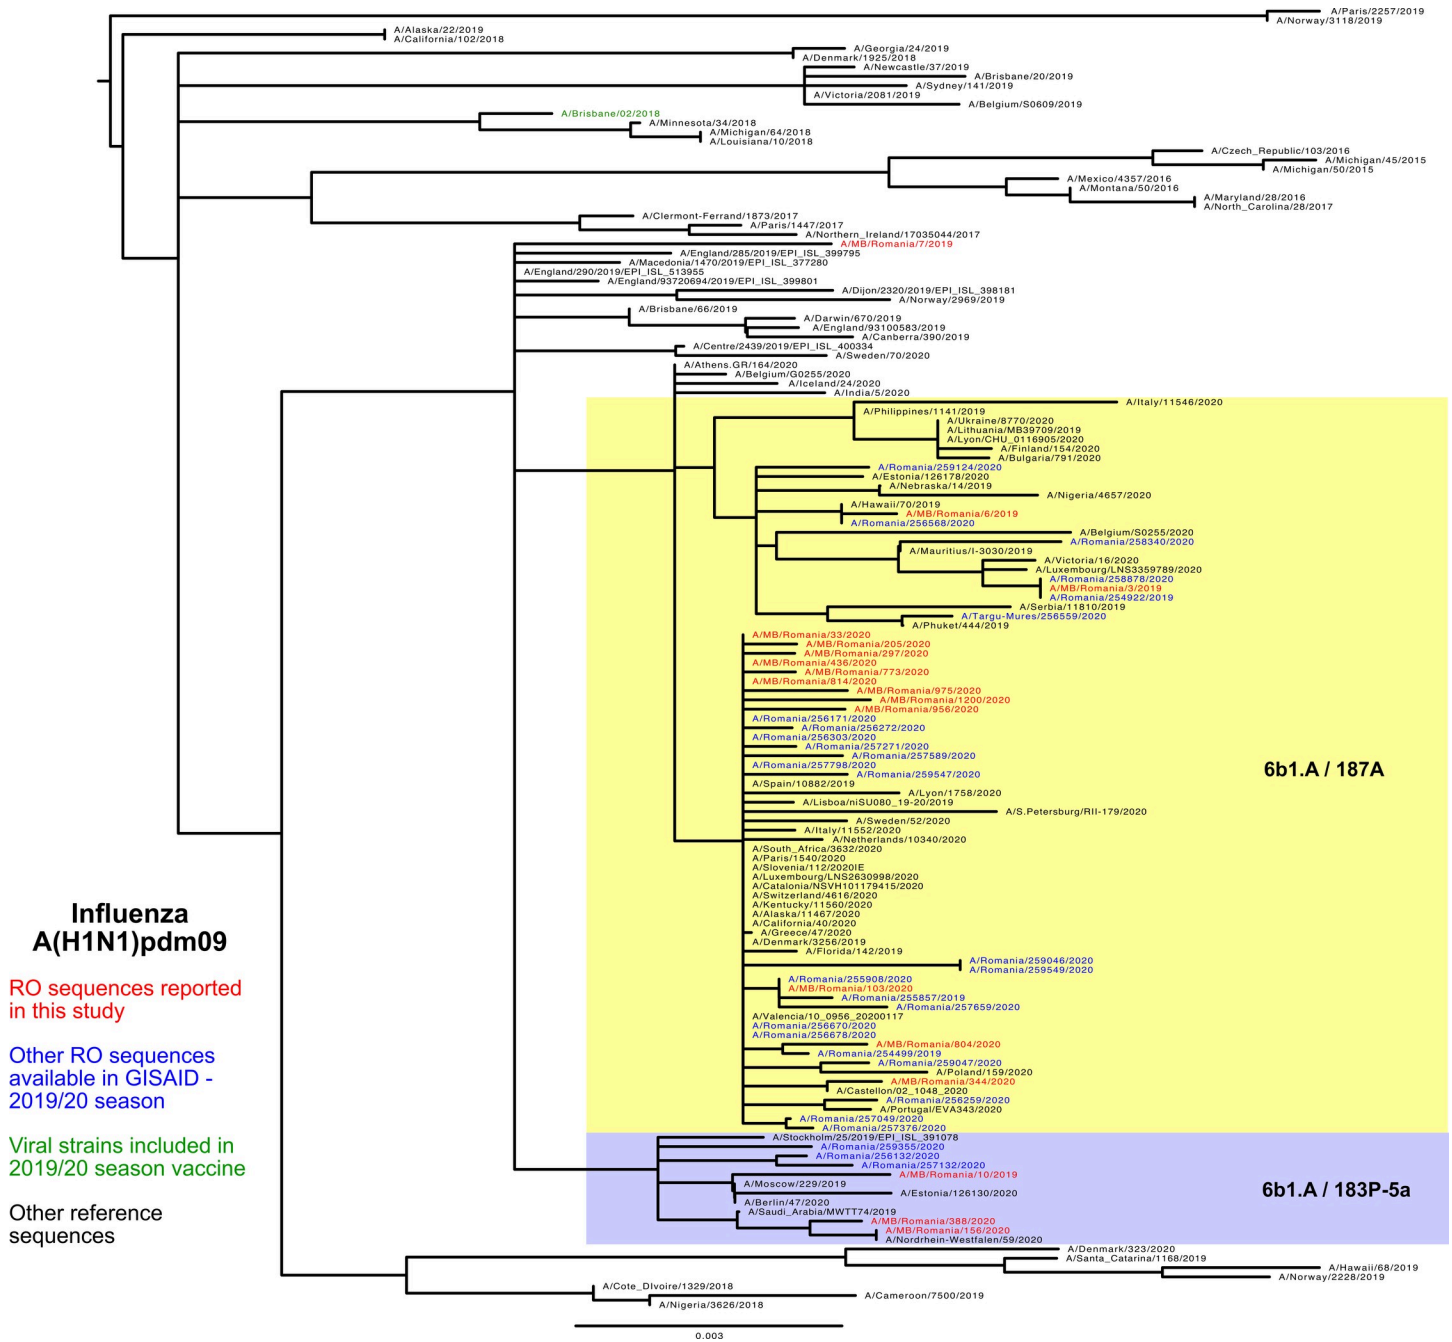 A/Paris/2257/2019
A/Norway/3118/2019
A/Alaska/22/2019
A/California/102/2018
A/Georgia/24/2019
A/Denmark/1925/2018
A/Newcastle/37/2019
A/Brisbane/20/2019
A/Sydney/141/2019
A/Victoria/2081/2019
A/Belgium/S0609/2019
A/Brisbane/02/2018
A/Minnesota/34/2018
A/Michigan/64/2018
A/Louisiana/10/2018
A/Czech_Republic/103/2016
A/Michigan/45/2015
A/Michigan/50/2015
A/Mexico/4357/2016
A/Montana/50/2016
A/Maryland/28/2016
A/North_Carolina/28/2017
A/Clermont-Ferrand/1873/2017
A/Paris/1447/2017
A/Northern_Ireland/17035044/2017
A/MB/Romania/7/2019
A/England/285/2019/EPI_ISL_399795
A/Macedonia/1470/2019/EPI_ISL_377280
A/England/290/2019/EPI_ISL_513955
A/England/93720694/2019/EPI_ISL_399801
A/Dijon/2320/2019/EPI_ISL_398181
A/Norway/2969/2019
A/Brisbane/66/2019
A/Darwin/670/2019
A/England/93100583/2019
A/Canberra/390/2019
A/Centre/2439/2019/EPI_ISL_400334
A/Sweden/70/2020
A/Athens.GR/164/2020
A/Belgium/G0255/2020
A/Iceland/24/2020
A/India/5/2020
A/Italy/11546/2020
A/Philippines/1141/2019
A/Ukraine/8770/2020
A/Lithuania/MB39709/2019
A/Lyon/CHU_0116905/2020
A/Finland/154/2020
A/Bulgaria/791/2020
A/Romania/259124/2020
A/Estonia/126178/2020
A/Nebraska/14/2019
A/Nigeria/4657/2020
A/Hawaii/70/2019
A/MB/Romania/6/2019
A/Romania/256568/2020
A/Belgium/S0255/2020
A/Romania/258340/2020
A/Mauritius/I-3030/2019
A/Victoria/16/2020
A/Luxembourg/LNS3359789/2020
A/Romania/258878/2020
A/MB/Romania/3/2019
A/Romania/254922/2019
A/Serbia/11810/2019
A/Targu-Mures/256559/2020
A/Phuket/444/2019
A/MB/Romania/33/2020
A/MB/Romania/205/2020
A/MB/Romania/297/2020
A/MB/Romania/436/2020
A/MB/Romania/773/2020
A/MB/Romania/814/2020
A/MB/Romania/975/2020
A/MB/Romania/1200/2020
A/MB/Romania/956/2020
A/Romania/256171/2020
A/Romania/256272/2020
A/Romania/256303/2020
A/Romania/257271/2020
A/Romania/257589/2020
A/Romania/257798/2020
A/Romania/259547/2020
6b1.A / 187A
A/Spain/10882/2019
A/Lyon/1758/2020
A/Lisboa/niSU080_19-20/2019
A/S.Petersburg/RII-179/2020
A/Sweden/52/2020
A/Italy/11552/2020
A/Netherlands/10340/2020
A/South_Africa/3632/2020
A/Paris/1540/2020
A/Slovenia/112/2020IE
A/Luxembourg/LNS2630998/2020
A/Catalonia/NSVH101179415/2020
A/Switzerland/4616/2020
A/Kentucky/11560/2020
A/Alaska/11467/2020
A/California/40/2020
A/Greece/47/2020
A/Denmark/3256/2019
A/Florida/142/2019
A/Romania/259046/2020
A/Romania/259549/2020
A/Romania/255908/2020
A/MB/Romania/103/2020
A/Romania/255857/2019
A/Romania/257659/2020
A/Valencia/10_0956_20200117
A/Romania/256670/2020
A/Romania/256678/2020
A/MB/Romania/804/2020
A/Romania/254499/2019
A/Romania/259047/2020
A/Poland/159/2020
A/MB/Romania/344/2020
A/Castellon/02_1048_2020
A/Romania/256259/2020
A/Portugal/EVA343/2020
A/Romania/257049/2020
A/Romania/257376/2020
A/Stockholm/25/2019/EPI_ISL_391078
A/Romania/259355/2020
A/Romania/256132/2020
A/Romania/257132/2020
A/MB/Romania/10/2019
A/Moscow/229/2019
A/Estonia/126130/2020
A/Berlin/47/2020
A/Saudi_Arabia/MWTT74/2019
A/MB/Romania/388/2020
A/MB/Romania/156/2020
A/Nordrhein-Westfalen/59/2020
6b1.A / 183P-5a
A/Denmark/323/2020
A/Santa_Catarina/1168/2019
A/Hawaii/68/2019
A/Norway/2228/2019
A/Cote_DIvoire/1329/2018
A/Cameroon/7500/2019
A/Nigeria/3626/2018
0.003
Influenza
A(H1N1)pdm09
RO sequences reported
in this study
Other RO sequences
available in GISAID -
2019/20 season
Viral strains included in
2019/20 season vaccine
Other reference
sequences